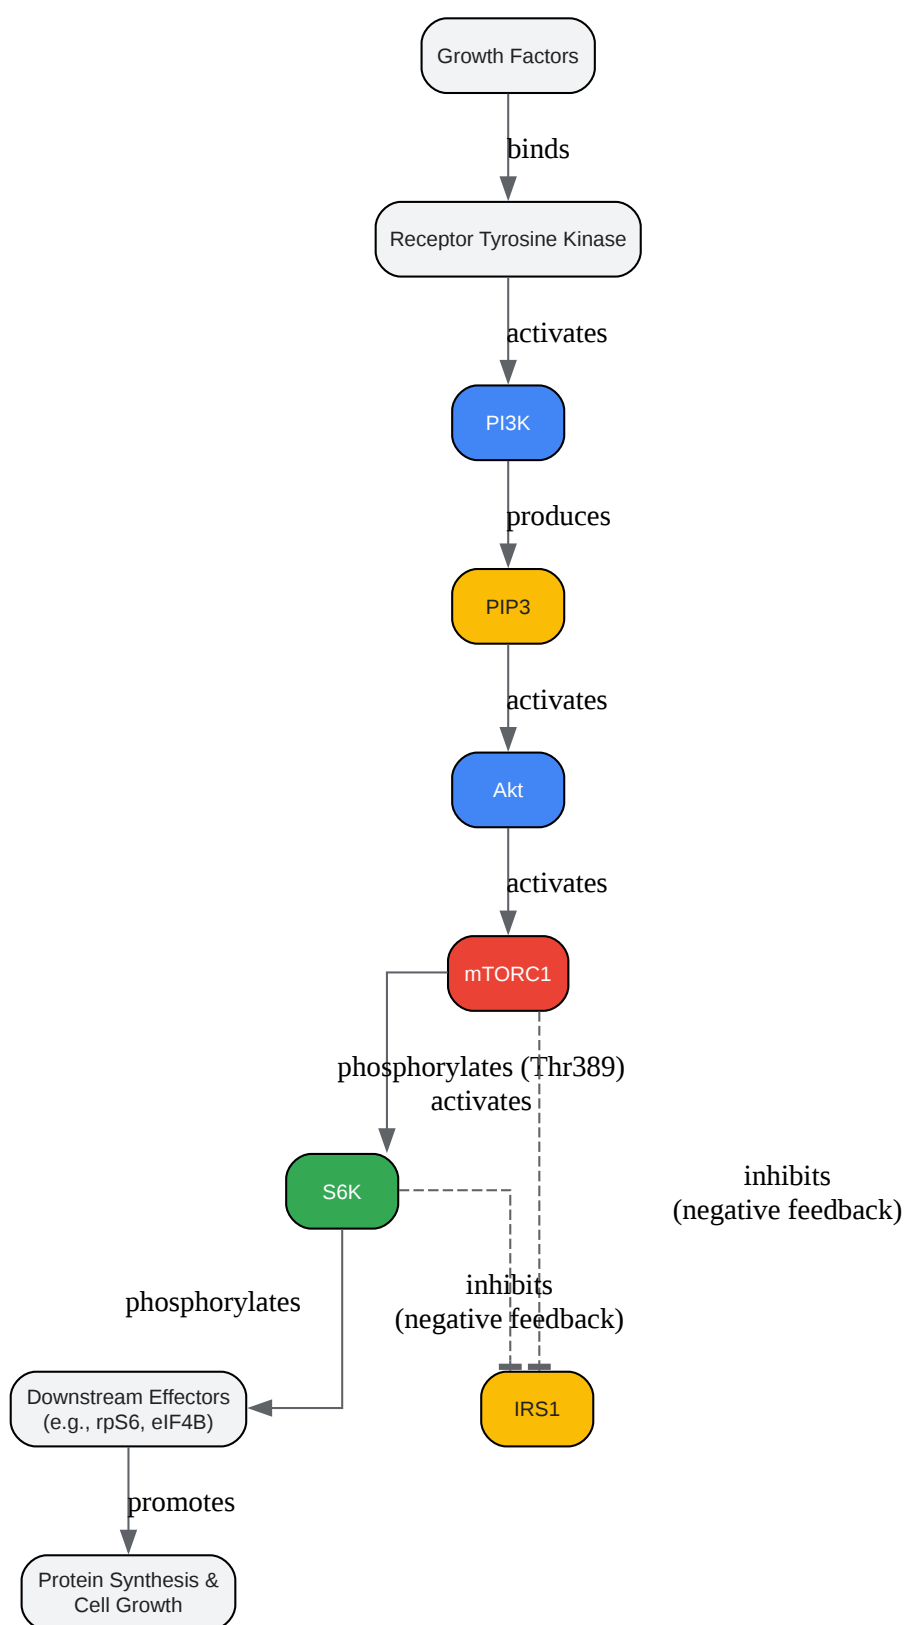 Growth Factors
binds
Receptor Tyrosine Kinase
activates
PI3K
produces
PIP3
activates
Akt
activates
mTORC1
phosphorylates (Thr389)
activates
S6K
inhibits
(negative feedback)
inhibits
(negative feedback)
phosphorylates
Downstream Effectors
(e.g., rpS6, eIF4B)
IRS1
promotes
Protein Synthesis &
Cell Growth